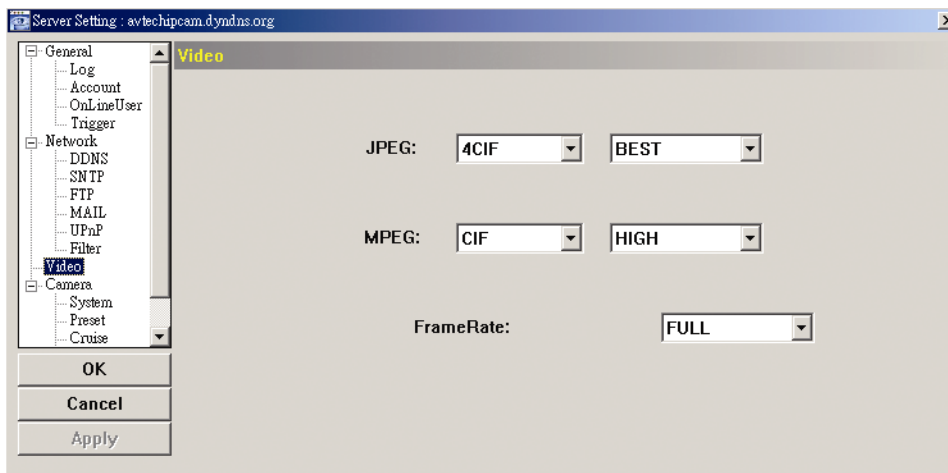 Server Setting : avtechipcam.dyndns.org
General
Log
Account
OnLineUser
Trigger
Network
DDNS
SNTP
FTP
MAIL
UPnP
Filter
Video
Camera
System
Preset
Cruise
OK
Cancel
Apply
Video
JPEG: 4CIF BEST
MPEG: CIF HIGH
FrameRate: FULL